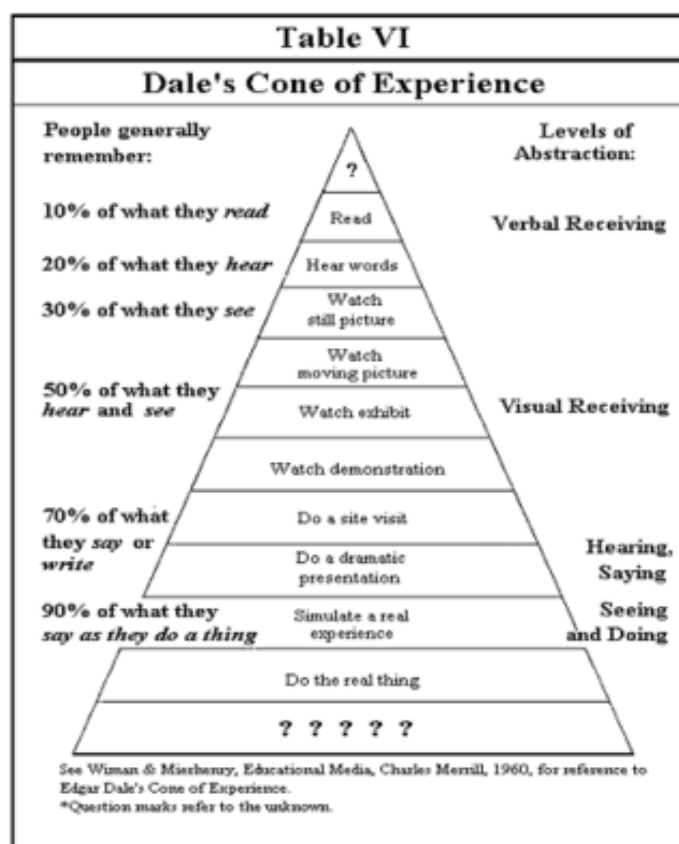 Table VI
Dale's Cone of Experience
People generally
remember:
Levels of
Abstraction:
?
10% of what they read
Read
Verbal Receiving
20% of what they hear
Hear words
30% of what they see
Watch
still picture
Watch
moving picture
50% of what they
hear and see
Watch exhibit
Visual Receiving
Watch demonstration
70% of what
they say or
write
Do a site visit
Do a dramatic
presentation
Hearing,
Saying
90% of what they
say as they do a thing
Simulate a real
experience
Seeing
and Doing
Do the real thing
? ? ? ? ?
See Wiman & Mierhenry, Educational Media, Charles Merrill, 1960, for reference to
Edgar Dale's Cone of Experience.
*Question marks refer to the unknown.